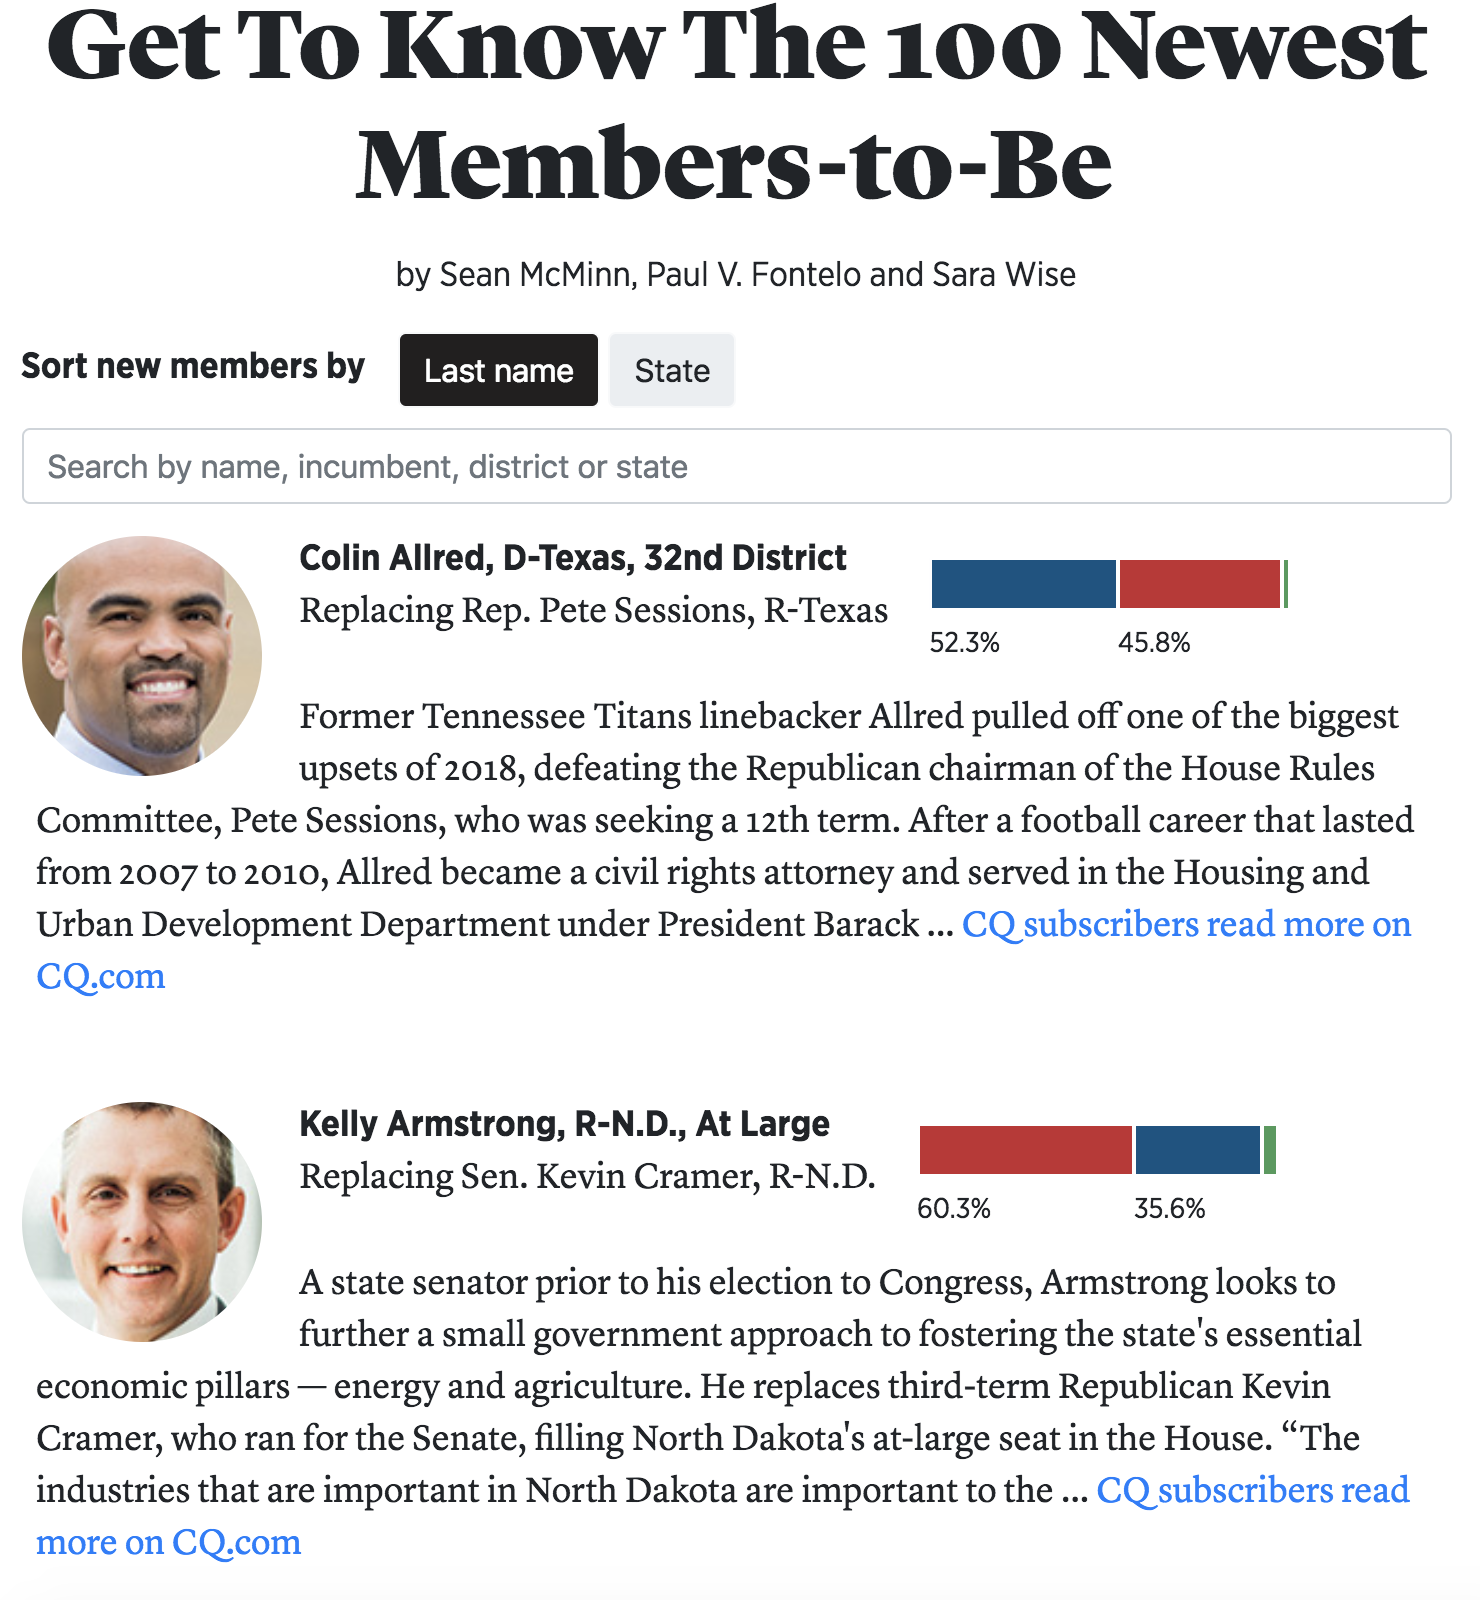 Get To Know The 100 Newest
Members-to-Be
by Sean McMinn, Paul V. Fontelo and Sara Wise
Sort new members by
Last name
State
Search by name, incumbent, district or state
Colin Allred, D-Texas, 32nd District
Replacing Rep. Pete Sessions, R-Texas
52.3%
45.8%
Former Tennessee Titans linebacker Allred pulled off one of the biggest
upsets of 2018, defeating the Republican chairman of the House Rules
Committee, Pete Sessions, who was seeking a 12th term. After a football career that lasted
from 2007 to 2010, Allred became a civil rights attorney and served in the Housing and
Urban Development Department under President Barack ... CQ subscribers read more on
CQ.com
Kelly Armstrong, R-N.D., At Large
Replacing Sen. Kevin Cramer, R-N.D.
60.3%
35.6%
A state senator prior to his election to Congress, Armstrong looks to
further a small government approach to fostering the state's essential
economic pillars — energy and agriculture. He replaces third-term Republican Kevin
Cramer, who ran for the Senate, filling North Dakota's at-large seat in the House. “The
industries that are important in North Dakota are important to the ... CQ subscribers read
more on CQ.com